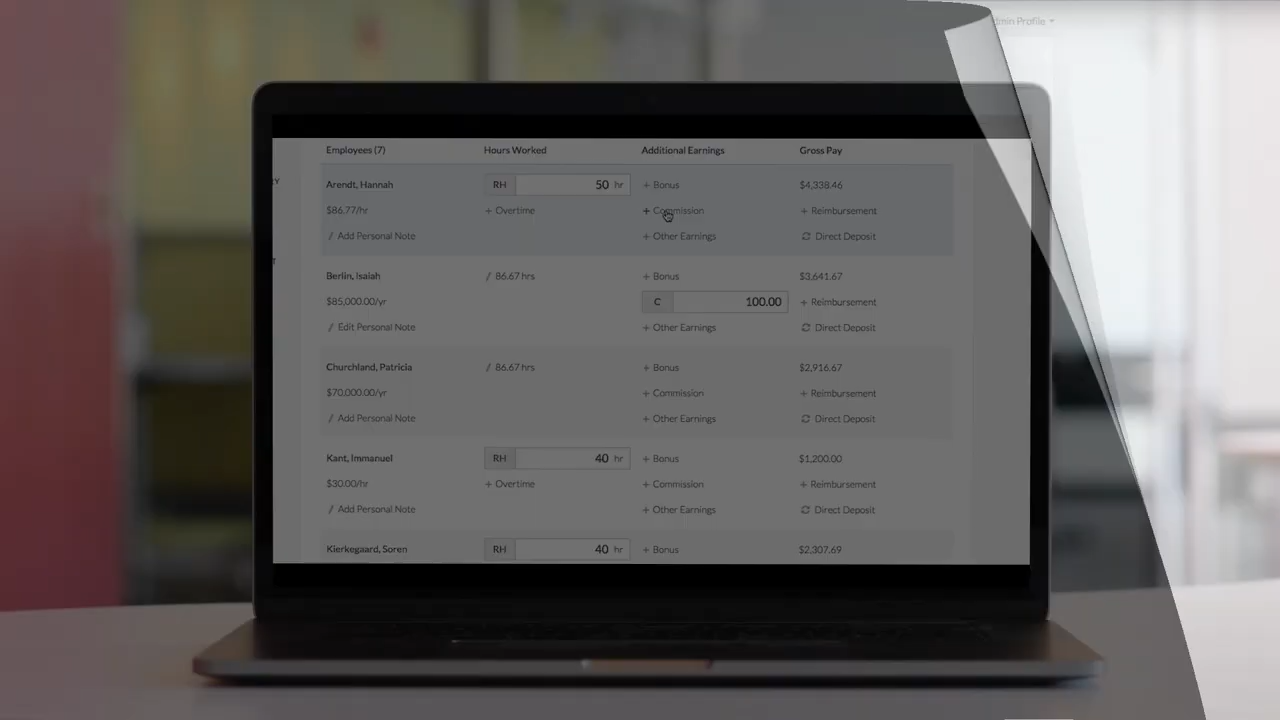 dmin Profile
Employees (7) Hours Worked Additional Earnings Gross Pay
Arendt, Hannah RH 50 hr + Bonus $4,338.46
$86.77/hr + Overtime + Commission + Reimbursement
/ Add Personal Note + Other Earnings Direct Deposit
Berlin, Isaiah / 86.67 hrs + Bonus $3,641.67
$85,000.00/yr C 100.00 + Reimbursement
/ Edit Personal Note + Other Earnings Direct Deposit
Churchland, Patricia / 86.67 hrs + Bonus $2,916.67
$70,000.00/yr + Commission + Reimbursement
/ Add Personal Note + Other Earnings Direct Deposit
Kant, Immanuel RH 40 hr + Bonus $1,200.00
$30.00/hr + Overtime + Commission + Reimbursement
/ Add Personal Note + Other Earnings Direct Deposit
Kierkegaard, Soren RH 40 hr + Bonus $2,307.69